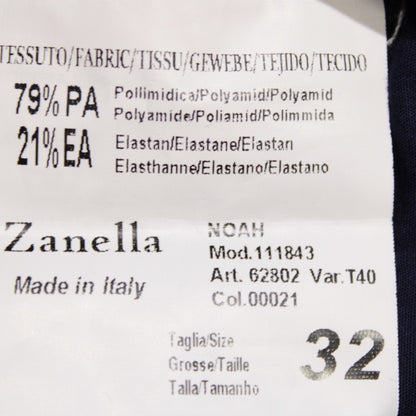 TESSUTO/FABRIC/TISSU/GEWEBE/TEJIDO/TECIDO
79% PA Pollimidica/Polyamid/Polyamid
Polyamide/Poliamid/Polimmida
21% EA Elastan/Elastane/Elastan
Elasthanne/Elastano/Elastano
Zanella
Made in italy
NOAH
Mod.111843
Art. 62802 Var.T40
Col.00021
Taglia/Size
Grosse/Taille
Talla/Tamanho
32